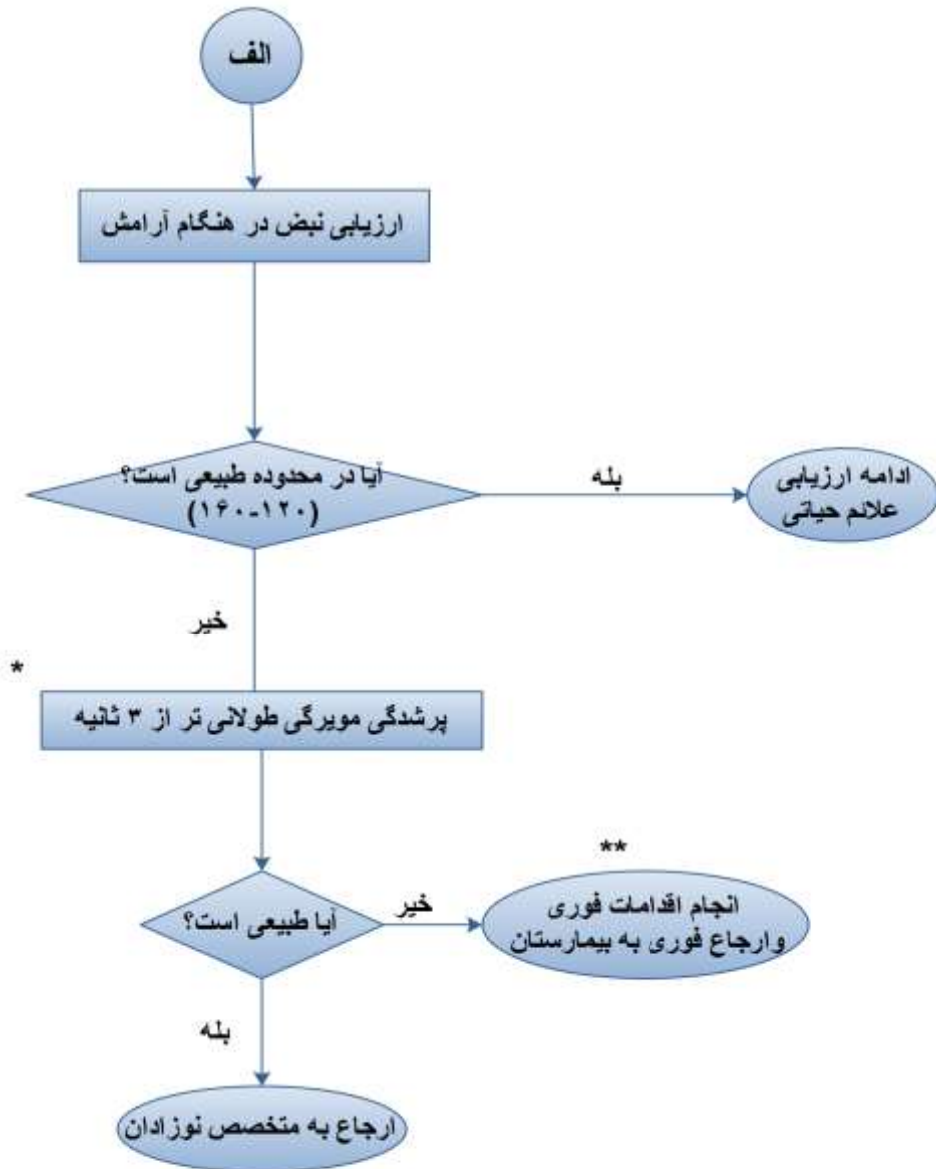 الف
ارزیابی نبض در هنگام آرامش
آیا در محدوده طبیعی است؟
(۱۲۰-۱۶۰)
بله
ادامه ارزیابی
علائم حیاتی
خیر
*
پرشدگی مویرگی طولانی تر از ۳ ثانیه
**
آیا طبیعی است؟
خیر
انجام اقدامات فوری
وارجاع فوری به بیمارستان
بله
ارجاع به متخصص نوزادان